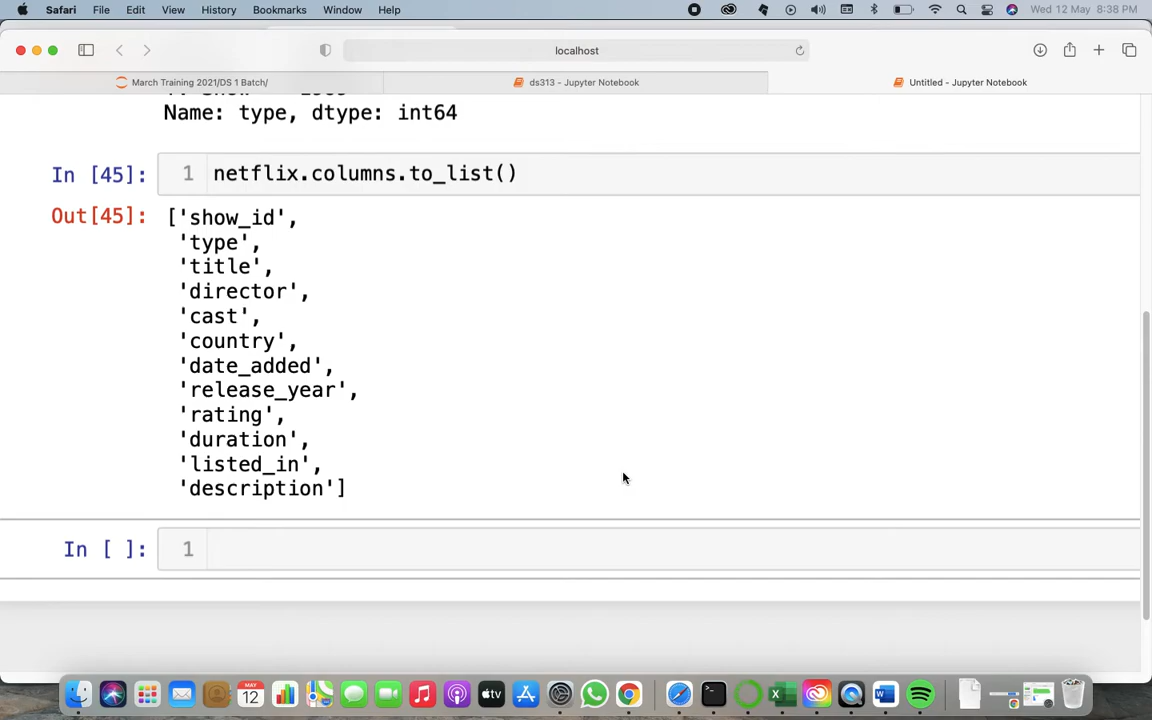 Safari File Edit View History Bookmarks Window Help Wed 12 May 8:38 PM
localhost
March Training 2021/DS 1 Batch/ ds313 - Jupyter Notebook Untitled - Jupyter Notebook
Name: type, dtype: int64
In [45]: 1 netflix.columns.to_list()
Out[45]: ['show_id',
'type',
'title',
'director',
'cast',
'country',
'date_added',
'release_year',
'rating',
'duration',
'listed_in',
'description']
In [ ]: 1
12
tv